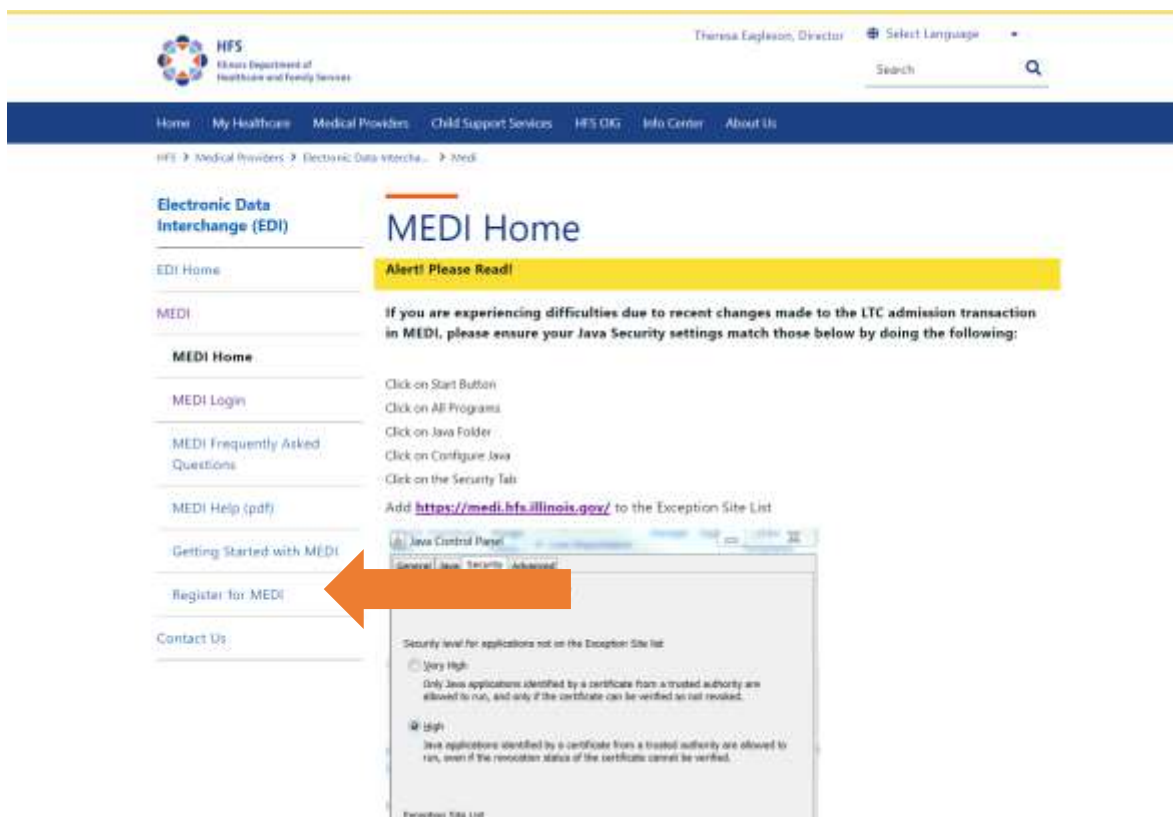 HFS
Illinois Department of
Healthcare and Family Services
Theresa Eagleson, Director
Select Language
Search
Home My Healthcare Medical Providers Child Support Services HFS OIG Info Center About Us
HFS > Medical Providers > Electronic Data Intercha... > Medi
Electronic Data
Interchange (EDI)
EDI Home
MEDI
MEDI Home
MEDI Login
MEDI Frequently Asked
Questions
MEDI Help (pdf)
Getting Started with MEDI
Register for MEDI
Contact Us
MEDI Home
Alert! Please Read!
If you are experiencing difficulties due to recent changes made to the LTC admission transaction
in MEDI, please ensure your Java Security settings match those below by doing the following:
Click on Start Button
Click on All Programs
Click on Java Folder
Click on Configure Java
Click on the Security Tab
Add https://medi.hfs.illinois.gov/ to the Exception Site List
Java Control Panel
General Java Security Advanced
Security level for applications not on the Exception Site list
Very High
Only Java applications identified by a certificate from a trusted authority are
allowed to run, and only if the certificate can be verified as not revoked.
High
Java applications identified by a certificate from a trusted authority are allowed to
run, even if the revocation status of the certificate cannot be verified.
Exception Site List